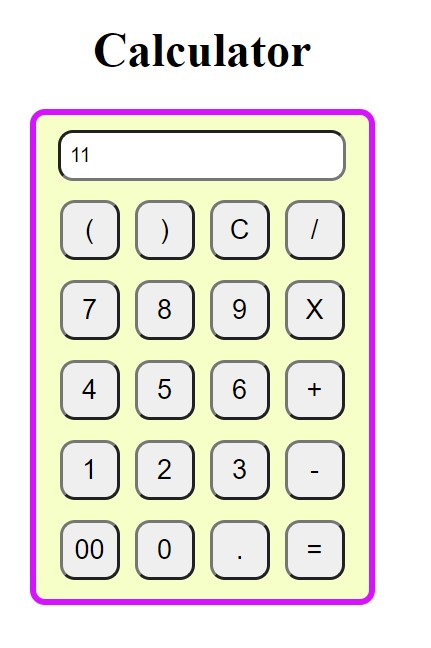 Calculator
11
( ) C /
7 8 9 X
4 5 6 +
1 2 3 -
00 0 . =